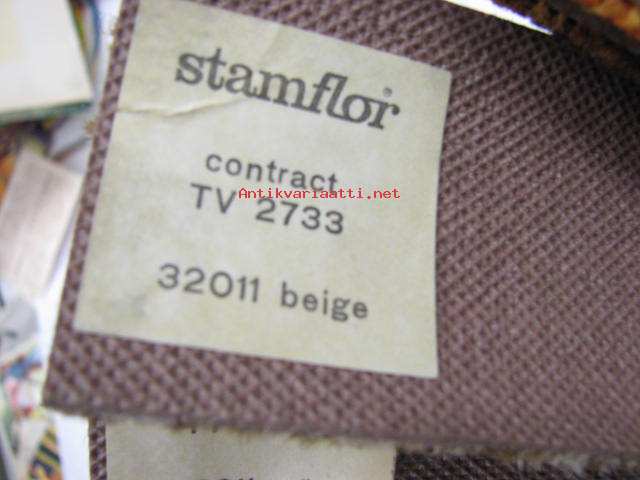 stamflor®
contract
Antikvariaatti.net
TV 2733
32011 beige